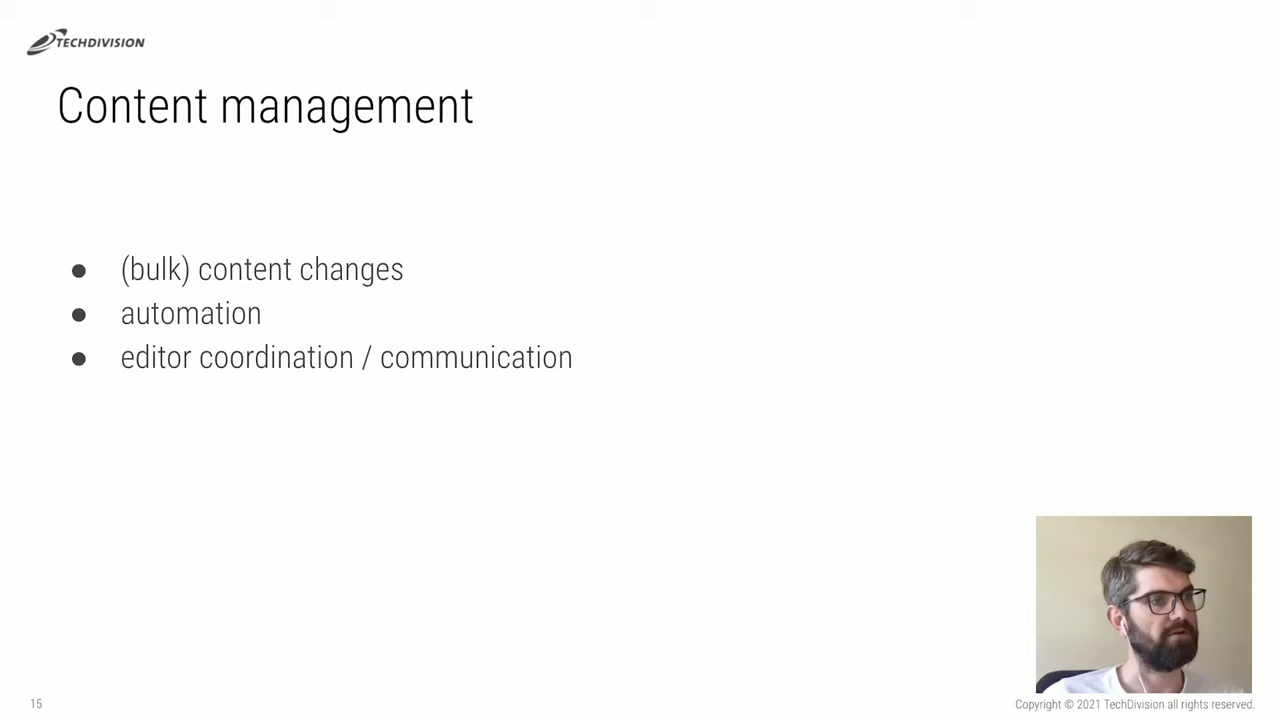 TECHDIVISION
Content management
● (bulk) content changes
● automation
● editor coordination / communication
15
Copyright © 2021 TechDivision all rights reserved.